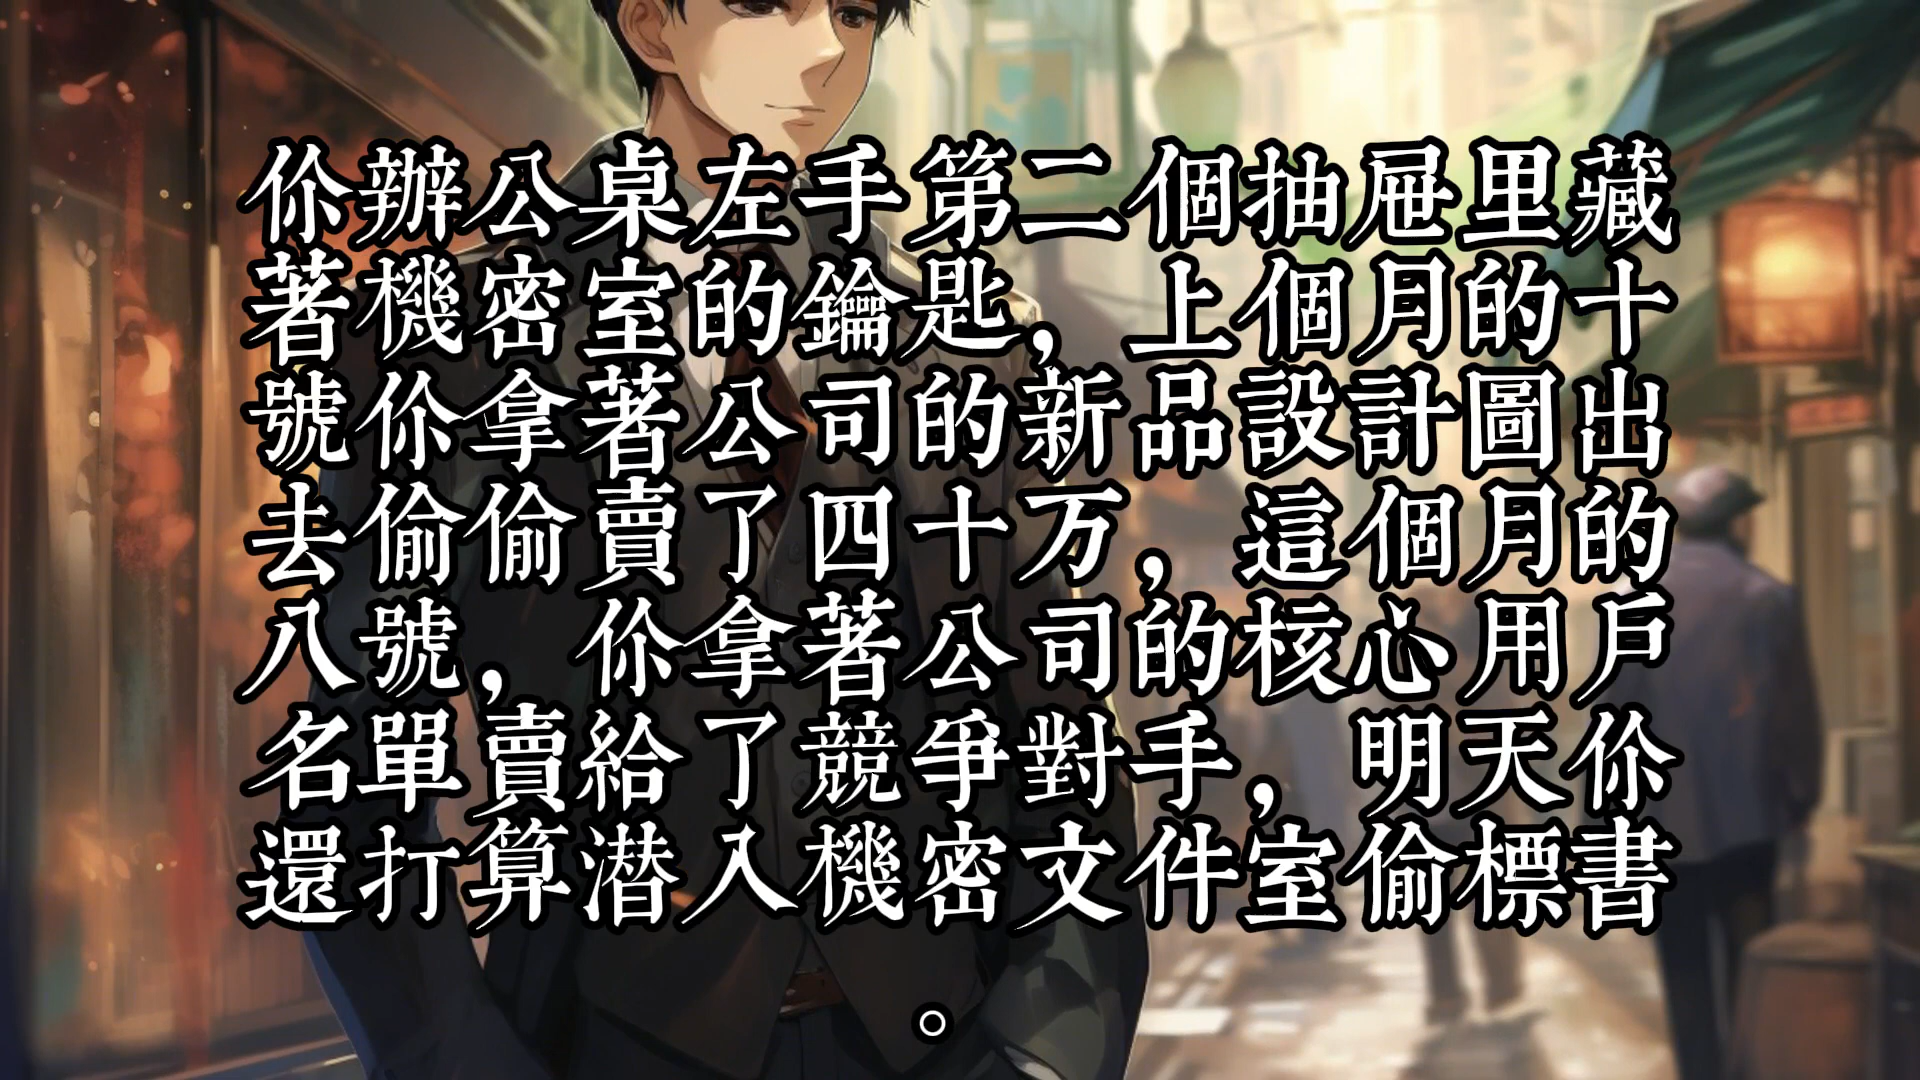 你辦公桌左手第二個抽屜里藏
著機密室的鑰匙，上個月的十
號你拿著公司的新品設計圖出
去偷偷賣了四十万，這個月的
八號，你拿著公司的核心用戶
名單賣給了競爭對手，明天你
還打算潛入機密文件室偷標書
。